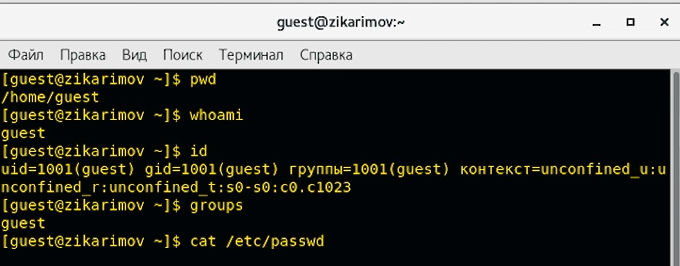 guest@zikarimov:~
Файл Правка Вид Поиск Терминал Справка
[guest@zikarimov ~]$ pwd
/home/guest
[guest@zikarimov ~]$ whoami
guest
[guest@zikarimov ~]$ id
uid=1001(guest) gid=1001(guest) группы=1001(guest) контекст=unconfined_u:u
nconfined_r:unconfined_t:s0-s0:c0.c1023
[guest@zikarimov ~]$ groups
guest
[guest@zikarimov ~]$ cat /etc/passwd